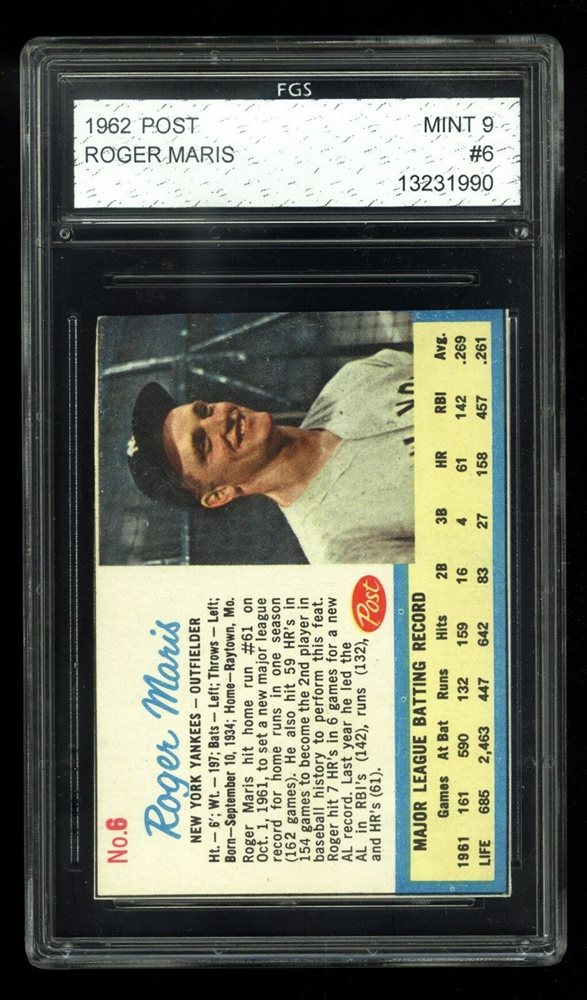 FGS
1962 POST MINT 9
ROGER MARIS #6
13231990
No.6
Roger Maris
NEW YORK YANKEES – OUTFIELDER
Ht. – 6'; Wt. – 197; Bats – Left; Throws – Left;
Born–September 10, 1934; Home–Raytown, Mo.
Roger Maris hit home run #61 on
Oct. 1, 1961, to set a new major league
record for home runs in one season
(162 games). He also hit 59 HR's in
154 games to become the 2nd player in
baseball history to perform this feat.
Roger hit 7 HR's in 6 games for a new
AL record. Last year he led the
AL in RBI's (142), runs (132),
and HR's (61).
Post
MAJOR LEAGUE BATTING RECORD
Games At Bat Runs Hits 2B 3B HR RBI Avg.
1961 161 590 132 159 16 4 61 142 .269
LIFE 685 2,463 447 642 83 27 158 457 .261